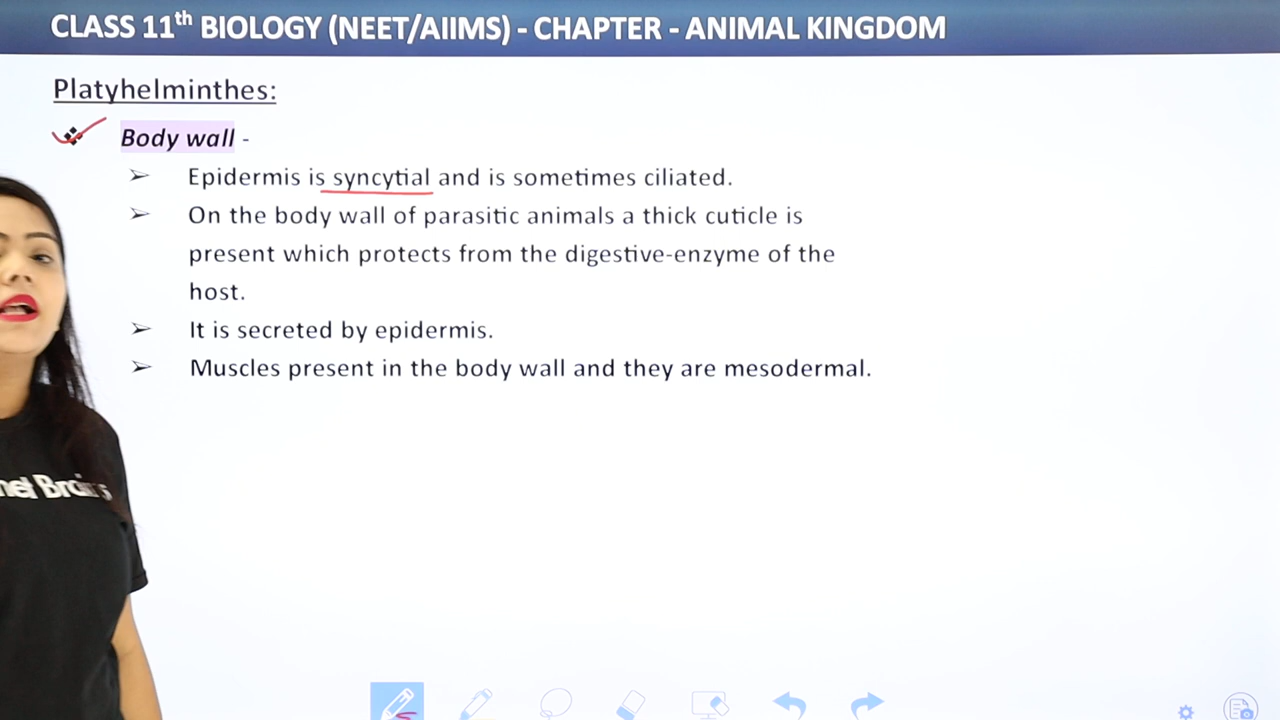 CLASS 11th BIOLOGY (NEET/AIIMS) - CHAPTER - ANIMAL KINGDOM
Platyhelminthes:
❖ Body wall -
➢ Epidermis is syncytial and is sometimes ciliated.
➢ On the body wall of parasitic animals a thick cuticle is
present which protects from the digestive-enzyme of the
host.
➢ It is secreted by epidermis.
➢ Muscles present in the body wall and they are mesodermal.